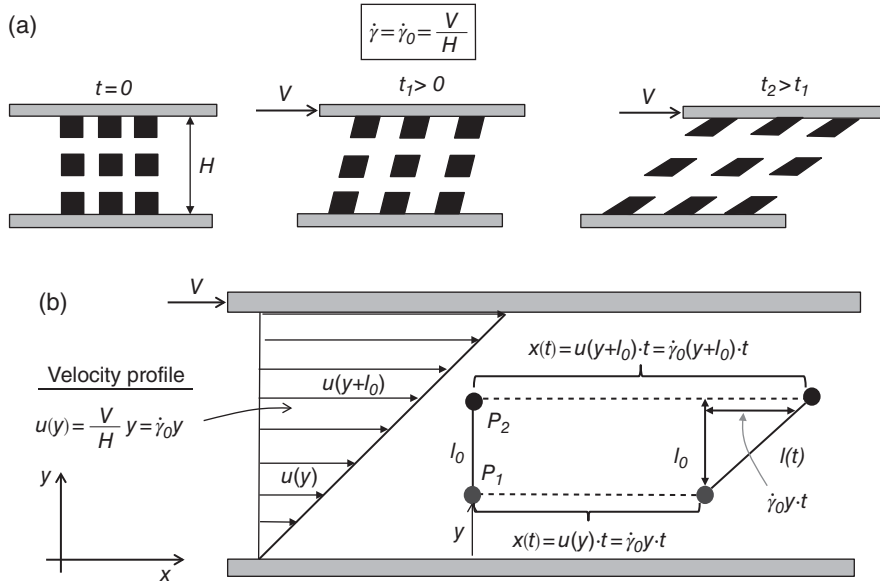 (a)
γ̇ = γ̇₀ = V/H
t = 0
V
t₁ > 0
V
t₂ > t₁
H
(b)
V
x(t) = u(y+l₀)·t = γ̇₀(y+l₀)·t
Velocity profile
u(y+l₀)
u(y) = V/H y = γ̇₀y
P₂
l₀
l₀
l(t)
u(y)
P₁
γ̇₀y·t
y
y
x(t) = u(y)·t = γ̇₀y·t
x